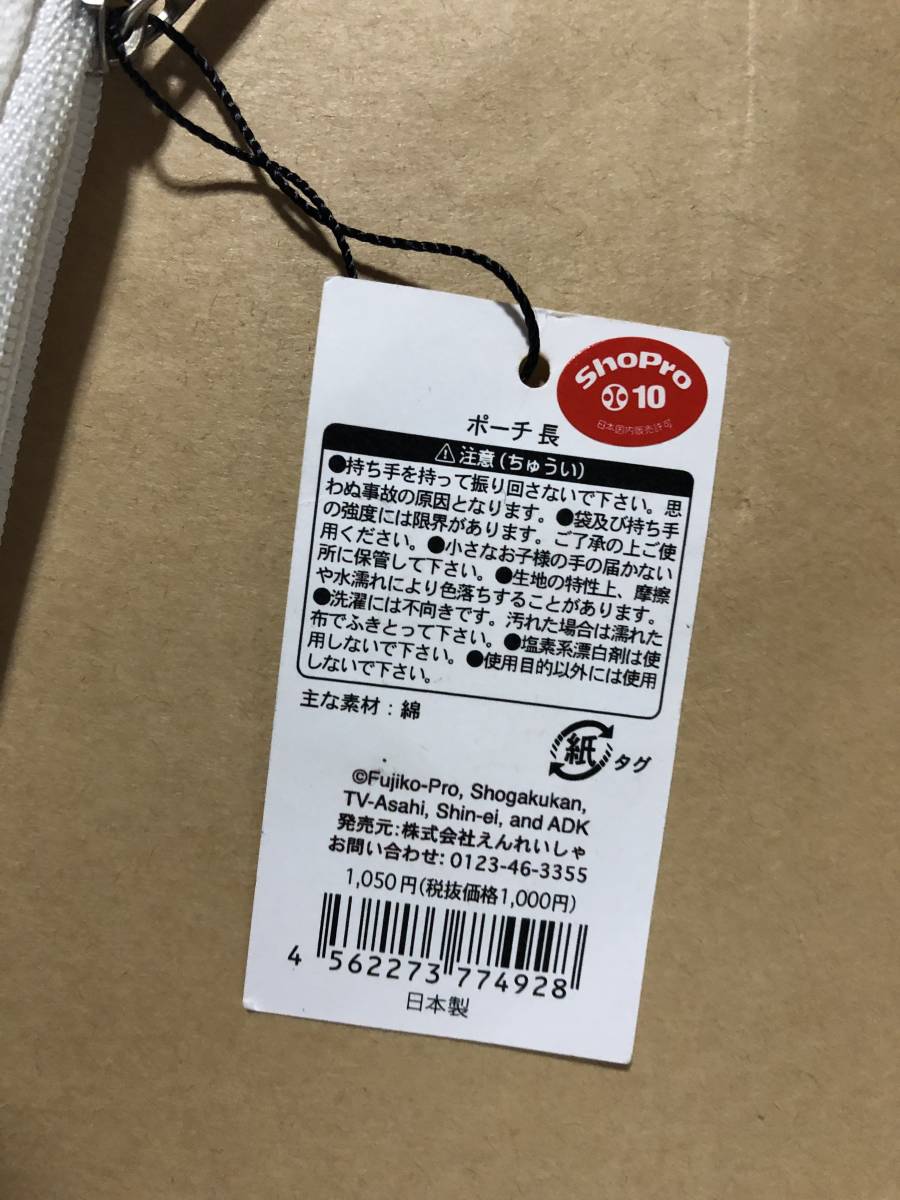 ShoPro
10
日本国内販売許可
ポーチ 長
⚠注意(ちゅうい)
●持ち手を持って振り回さないで下さい。思
わぬ事故の原因となります。●袋及び持ち手
の強度には限界があります。ご了承の上ご使
用ください。●小さなお子様の手の届かない
所に保管して下さい。●生地の特性上、摩擦
や水濡れにより色落ちすることがあります。
●洗濯には不向きです。汚れた場合は濡れた
布でふきとって下さい。●塩素系漂白剤は使
用しないで下さい。●使用目的以外には使用
しないで下さい。
主な素材:綿
紙 タグ
©Fujiko-Pro, Shogakukan,
TV-Asahi, Shin-ei, and ADK
発売元:株式会社えんれいしゃ
お問い合わせ:0123-46-3355
1,050円(税抜価格1,000円)
4 562273 774928
日本製